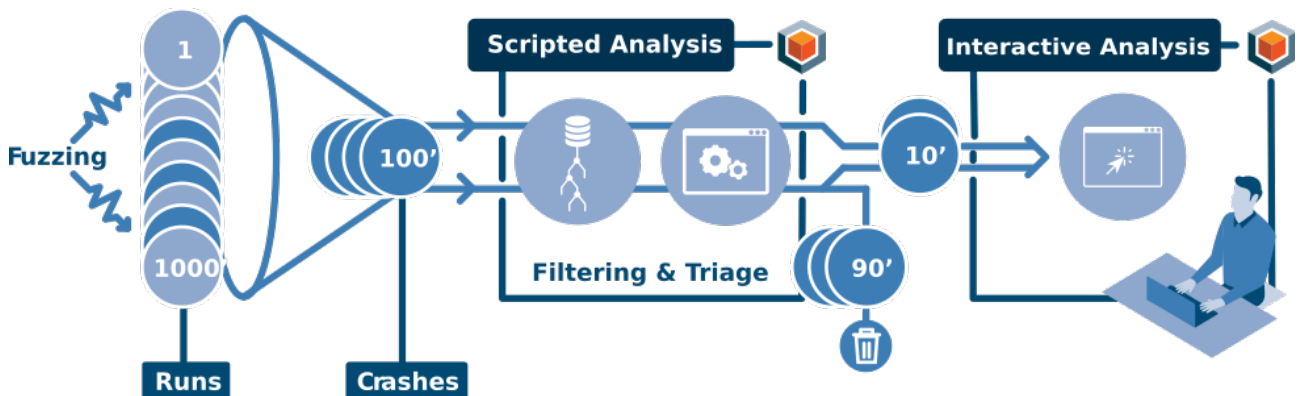 1
Scripted Analysis
Interactive Analysis
Fuzzing
100’
10’
1000’
Filtering & Triage
90’
Runs
Crashes